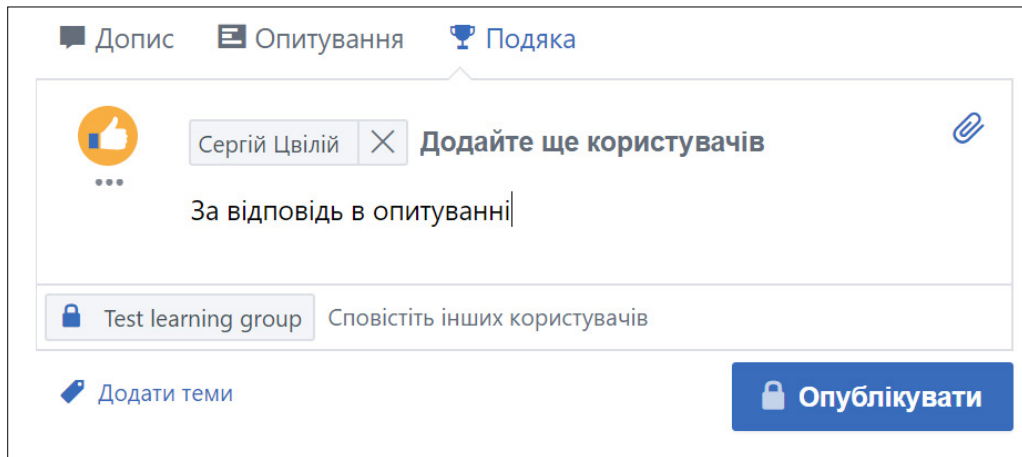 Допис Опитування Подяка
Сергій Цвілій Додайте ще користувачів
За відповідь в опитуванні
Test learning group Сповістіть інших користувачів
Додати теми Опублікувати